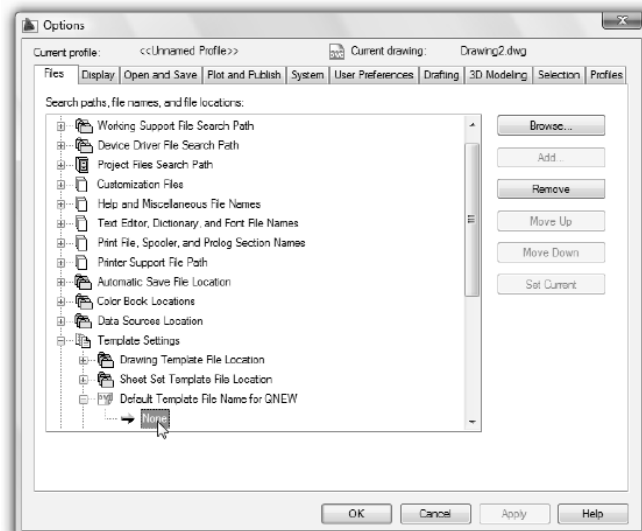 Options
Current profile: <<Unnamed Profile>> Current drawing: Drawing2.dwg
Files Display Open and Save Plot and Publish System User Preferences Drafting 3D Modeling Selection Profiles
Search paths, file names, and file locations:
Working Support File Search Path
Device Driver File Search Path
Project Files Search Path
Customization Files
Help and Miscellaneous File Names
Text Editor, Dictionary, and Font File Names
Print File, Spooler, and Prolog Section Names
Printer Support File Path
Automatic Save File Location
Color Book Locations
Data Sources Location
Template Settings
Drawing Template File Location
Sheet Set Template File Location
Default Template File Name for QNEW
None
Browse...
Add...
Remove
Move Up
Move Down
Set Current
OK Cancel Apply Help